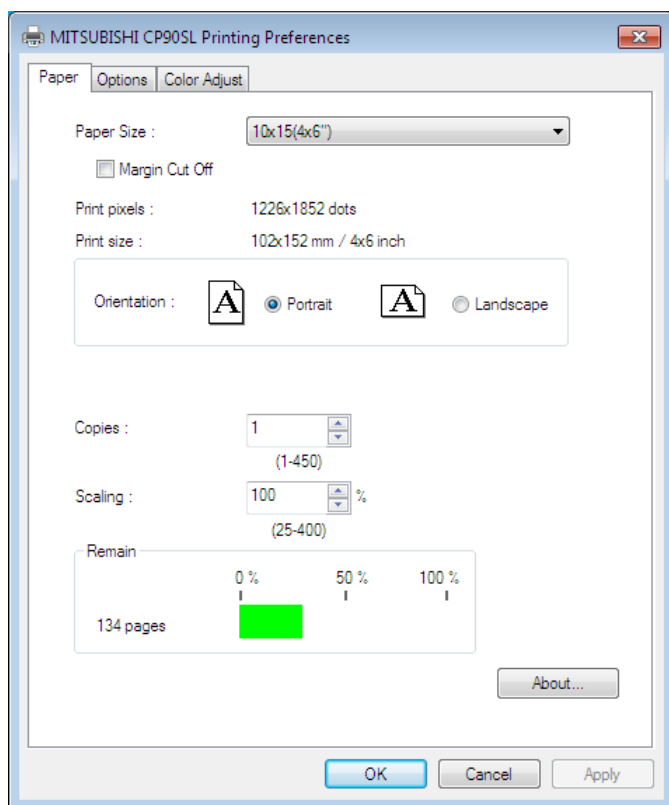 MITSUBISHI CP90SL Printing Preferences
Paper Options Color Adjust
Paper Size : 10x15(4x6")
Margin Cut Off
Print pixels : 1226x1852 dots
Print size : 102x152 mm / 4x6 inch
Orientation : A Portrait A Landscape
Copies : 1
(1-450)
Scaling : 100 %
(25-400)
Remain
0 % 50 % 100 %
134 pages
About...
OK Cancel Apply